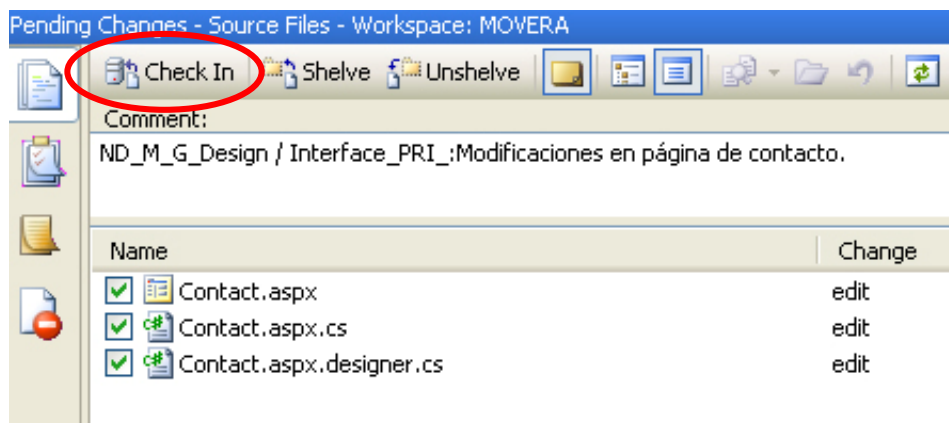 Pending Changes - Source Files - Workspace: MOVERA
Check In Shelve Unshelve
Comment:
ND_M_G_Design / Interface_PRI_:Modificaciones en página de contacto.
Name Change
Contact.aspx edit
Contact.aspx.cs edit
Contact.aspx.designer.cs edit